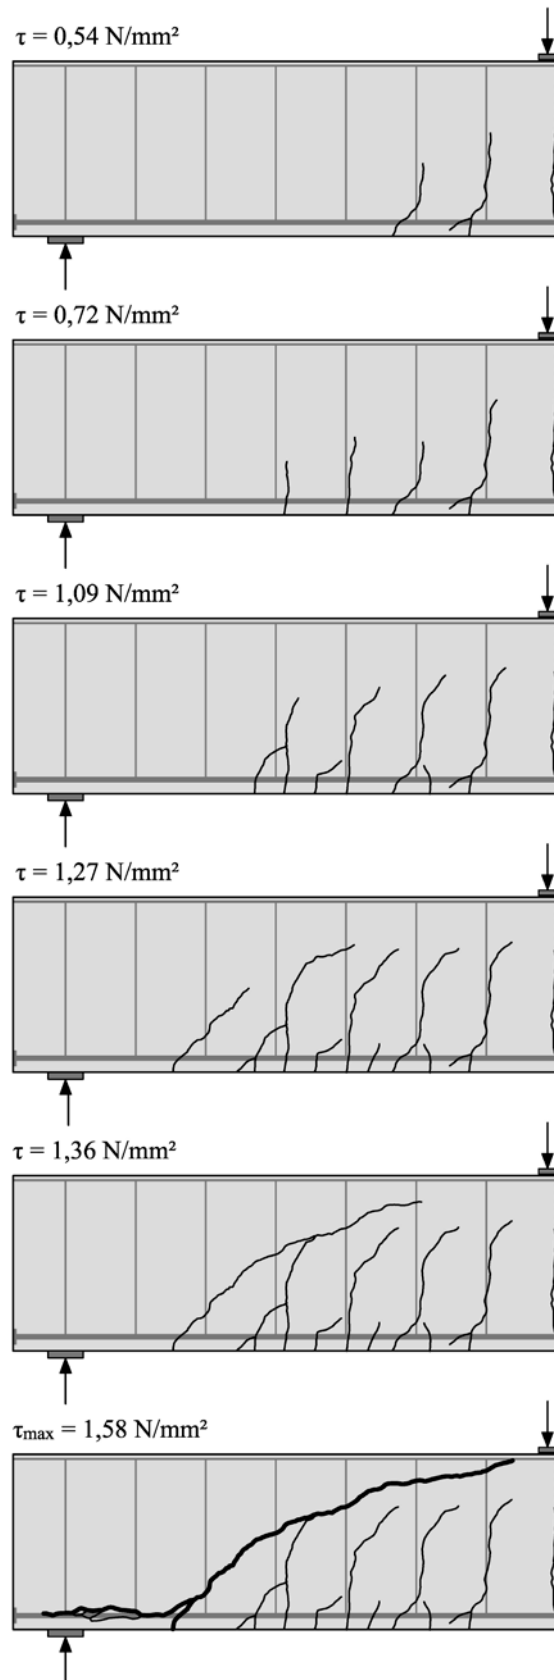 τ = 0,54 N/mm²
τ = 0,72 N/mm²
τ = 1,09 N/mm²
τ = 1,27 N/mm²
τ = 1,36 N/mm²
τmax = 1,58 N/mm²